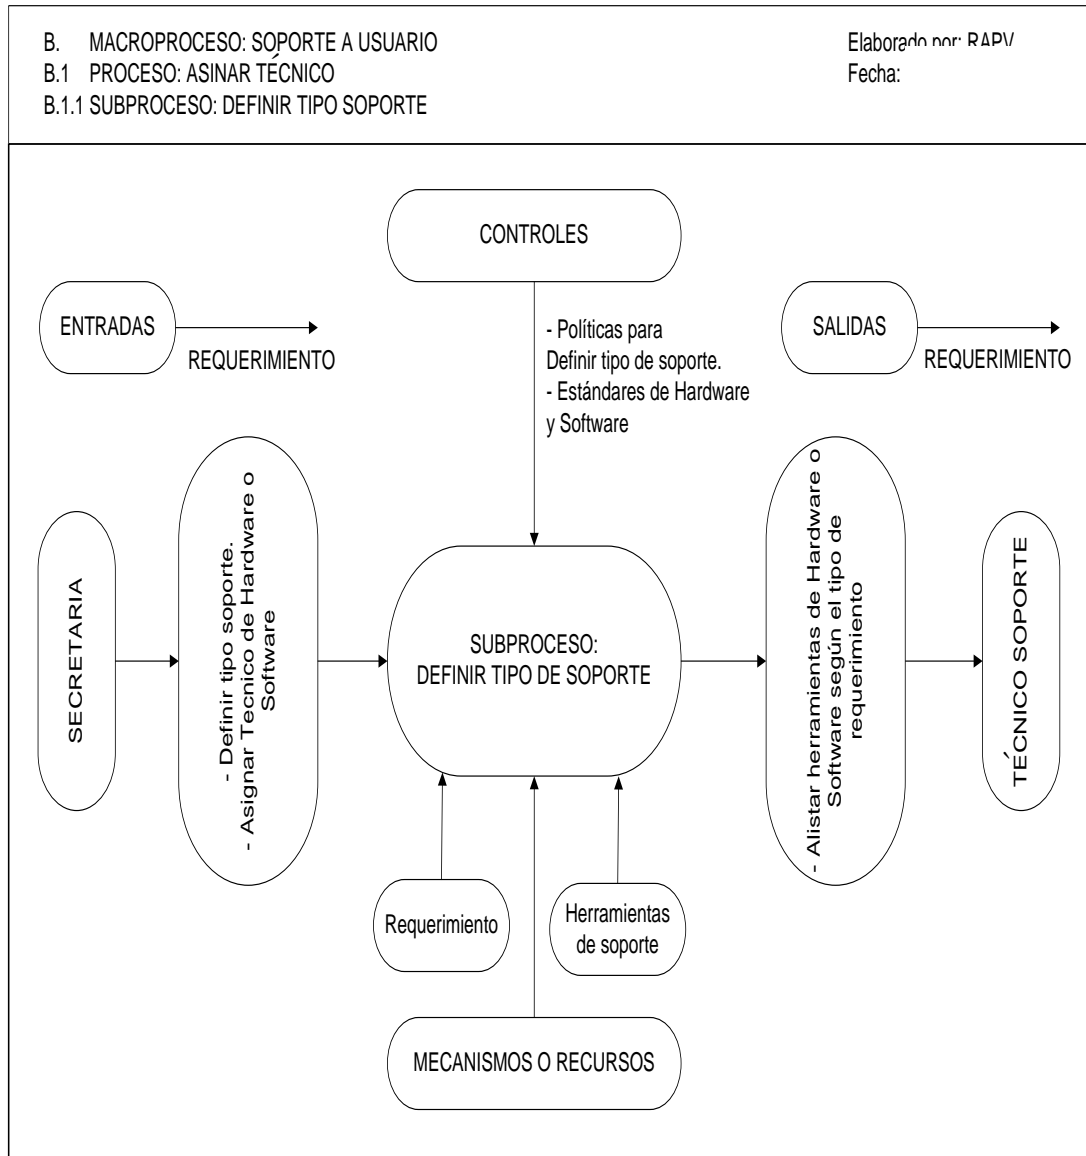 B. MACROPROCESO: SOPORTE A USUARIO
B.1 PROCESO: ASINAR TÉCNICO
B.1.1 SUBPROCESO: DEFINIR TIPO SOPORTE
Elaborado por: RAPV
Fecha:
CONTROLES
ENTRADAS
REQUERIMIENTO
- Políticas para
Definir tipo de soporte.
- Estándares de Hardware
y Software
SALIDAS
REQUERIMIENTO
SECRETARIA
- Definir tipo soporte.
- Asignar Tecnico de Hardware o
Software
SUBPROCESO:
DEFINIR TIPO DE SOPORTE
- Alistar herramientas de Hardware o
Software según el tipo de
requerimiento
TÉCNICO SOPORTE
Requerimiento
Herramientas
de soporte
MECANISMOS O RECURSOS